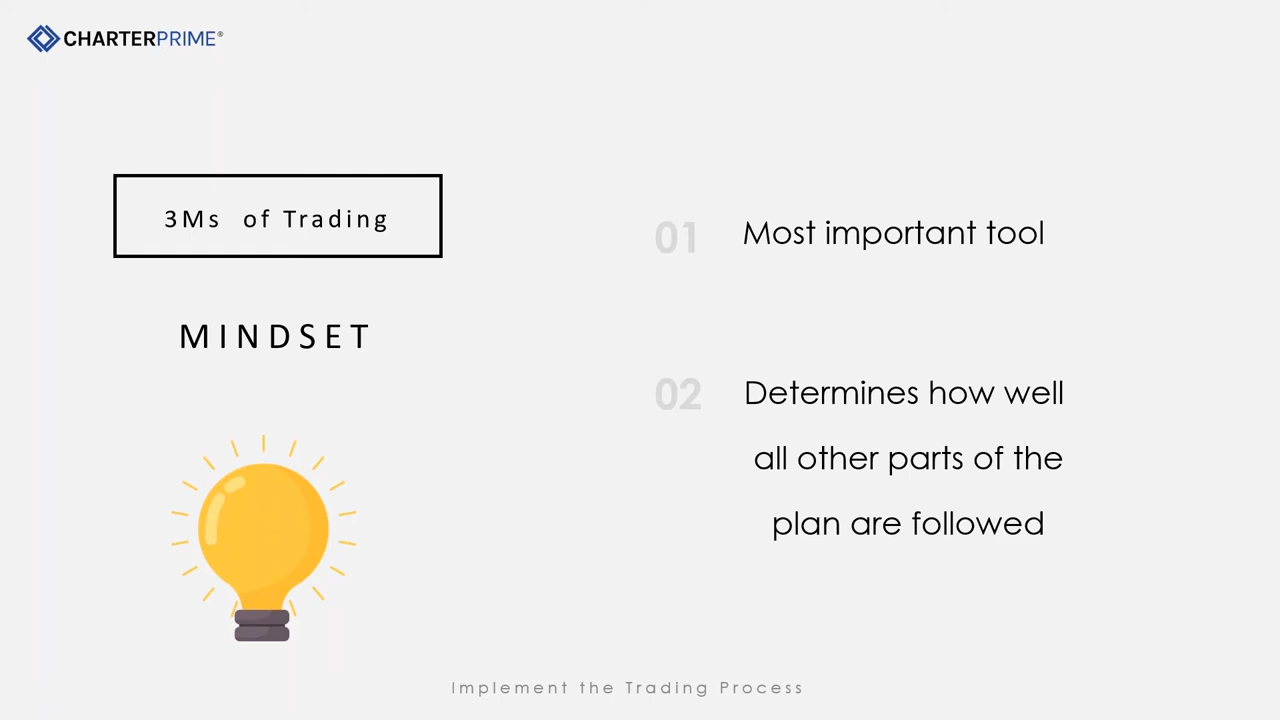 CHARTERPRIME®
3Ms of Trading
MINDSET
01 Most important tool
02 Determines how well
all other parts of the
plan are followed
Implement the Trading Process